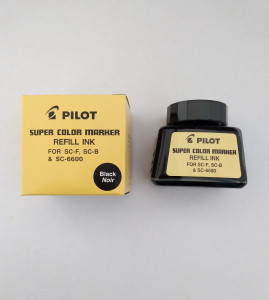 PILOT
SUPER COLOR MARKER
REFILL INK
FOR SC-F, SC-B
& SC-6600
Black
Noir
PILOT
SUPER COLOR MARKER
REFILL INK
FOR SC-F, SC-B
& SC-6600